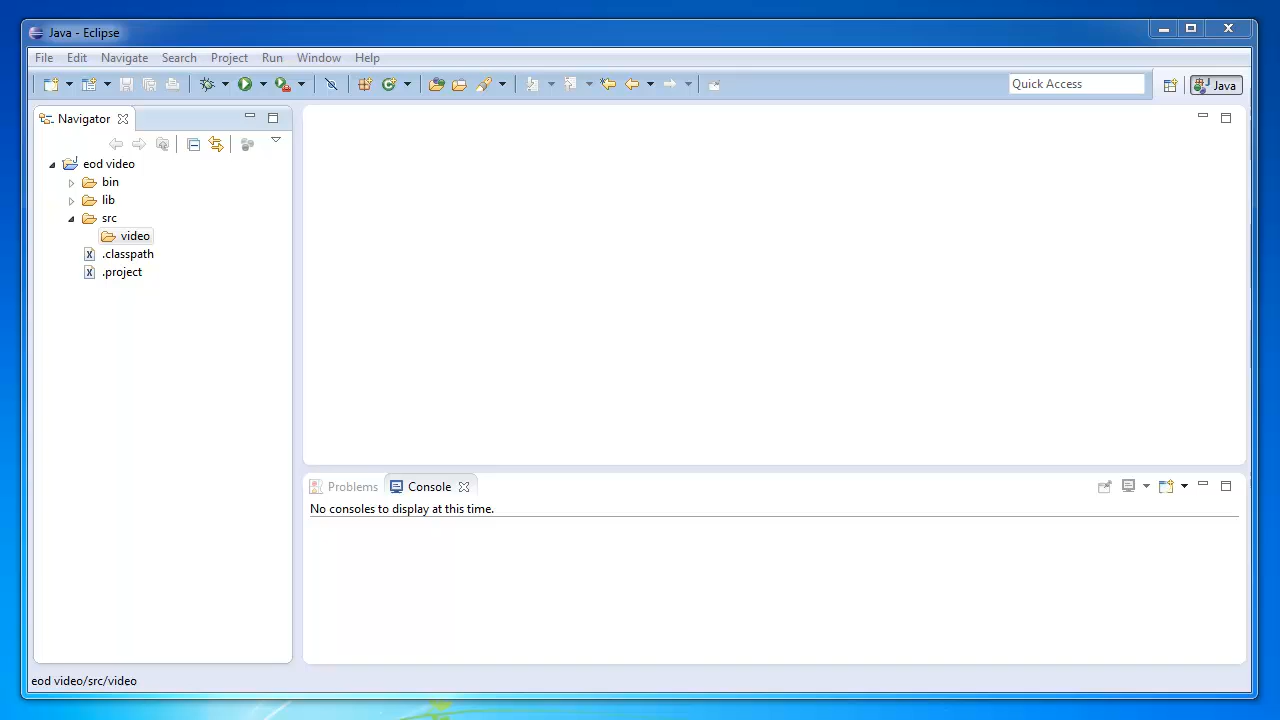 Java - Eclipse
File Edit Navigate Search Project Run Window Help
Quick Access
Java
Navigator
eod video
bin
lib
src
video
.classpath
.project
Problems Console
No consoles to display at this time.
eod video/src/video